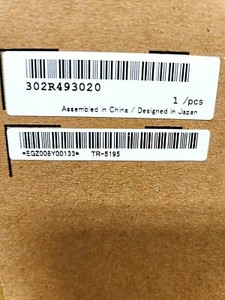 302R493020
1 /pcs
Assembled in China / Designed in Japan
*EGZ008Y00133* TR-5195